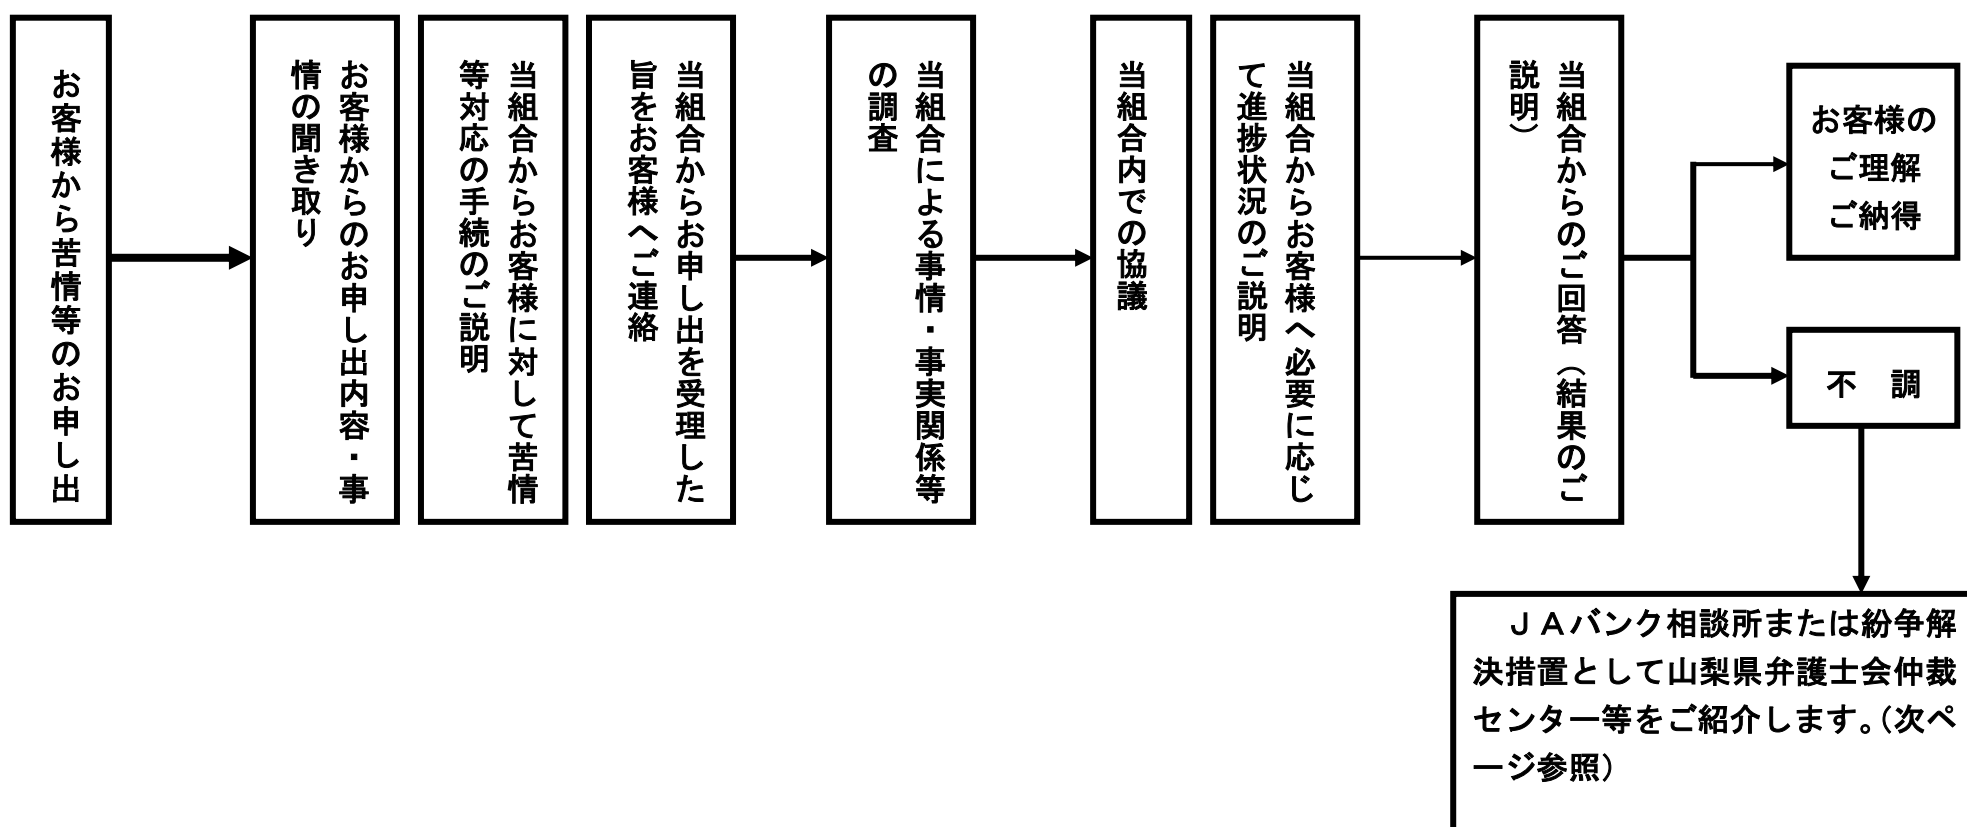 お客様から苦情等のお申し出
お客様からのお申し出内容・事
情の聞き取り
当組合からお客様に対して苦情
等対応の手続のご説明
当組合からお申し出を受理した
旨をお客様へご連絡
当組合による事情・事実関係等
の調査
当組合内での協議
当組合からお客様へ必要に応じ
て進捗状況のご説明
当組合からのご回答（結果のご
説明）
お客様の
ご理解
ご納得
不　調
ＪＡバンク相談所または紛争解
決措置として山梨県弁護士会仲裁
センター等をご紹介します。（次ペ
ージ参照）